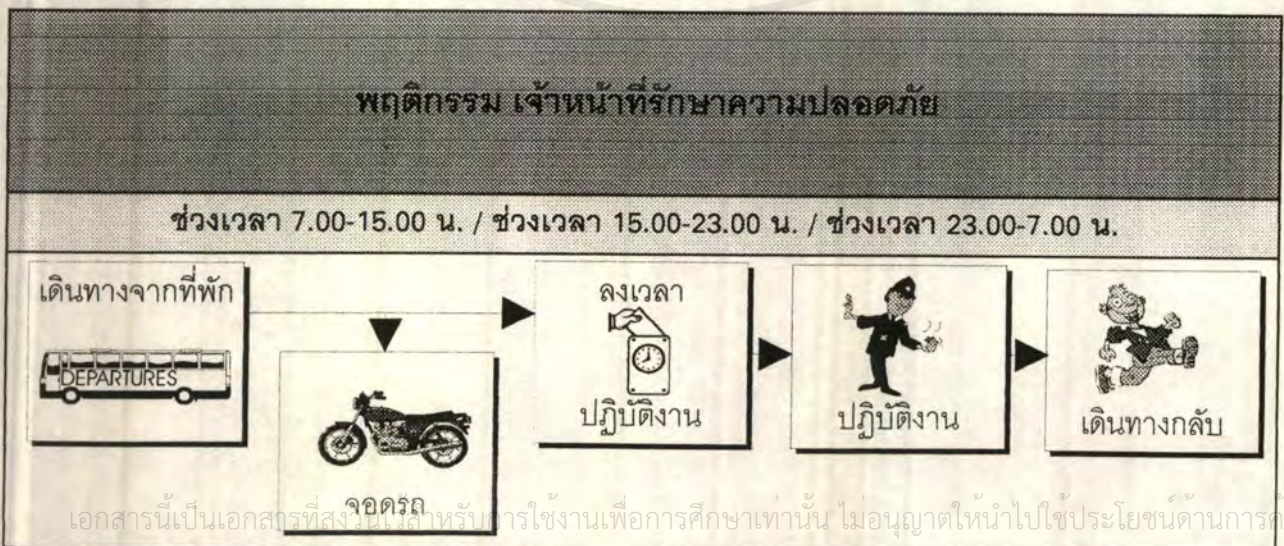 พฤติกรรม เจ้าหน้าที่รักษาความปลอดภัย
ช่วงเวลา 7.00-15.00 น. / ช่วงเวลา 15.00-23.00 น. / ช่วงเวลา 23.00-7.00 น.
เดินทางจากที่พัก
DEPARTURES
จอดรถ
ลงเวลา
ปฏิบัติงาน
ปฏิบัติงาน
เดินทางกลับ
เอกสารนี้เป็นเอกสารที่สงวนไว้สำหรับการใช้งานเพื่อการศึกษาเท่านั้น ไม่อนุญาตให้นำไปใช้ประโยชน์ด้านการค้